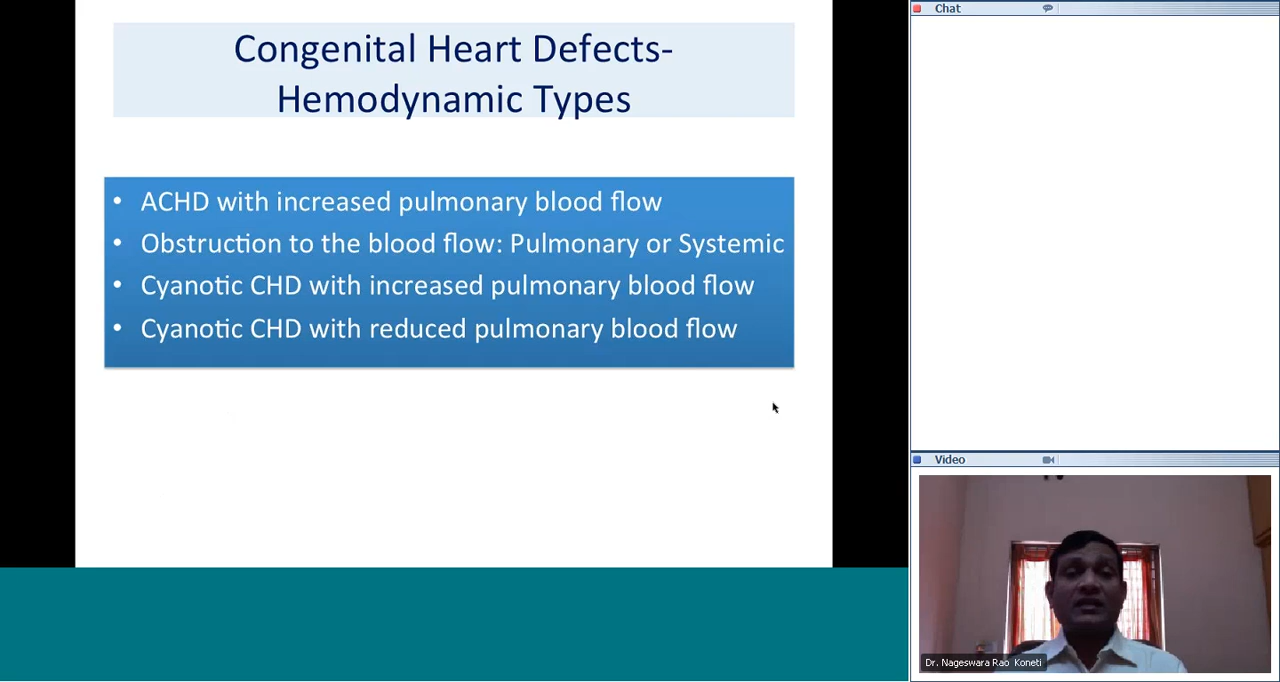 Congenital Heart Defects-
Hemodynamic Types
• ACHD with increased pulmonary blood flow
• Obstruction to the blood flow: Pulmonary or Systemic
• Cyanotic CHD with increased pulmonary blood flow
• Cyanotic CHD with reduced pulmonary blood flow
Chat
Video
Dr. Nageswara Rao Koneti